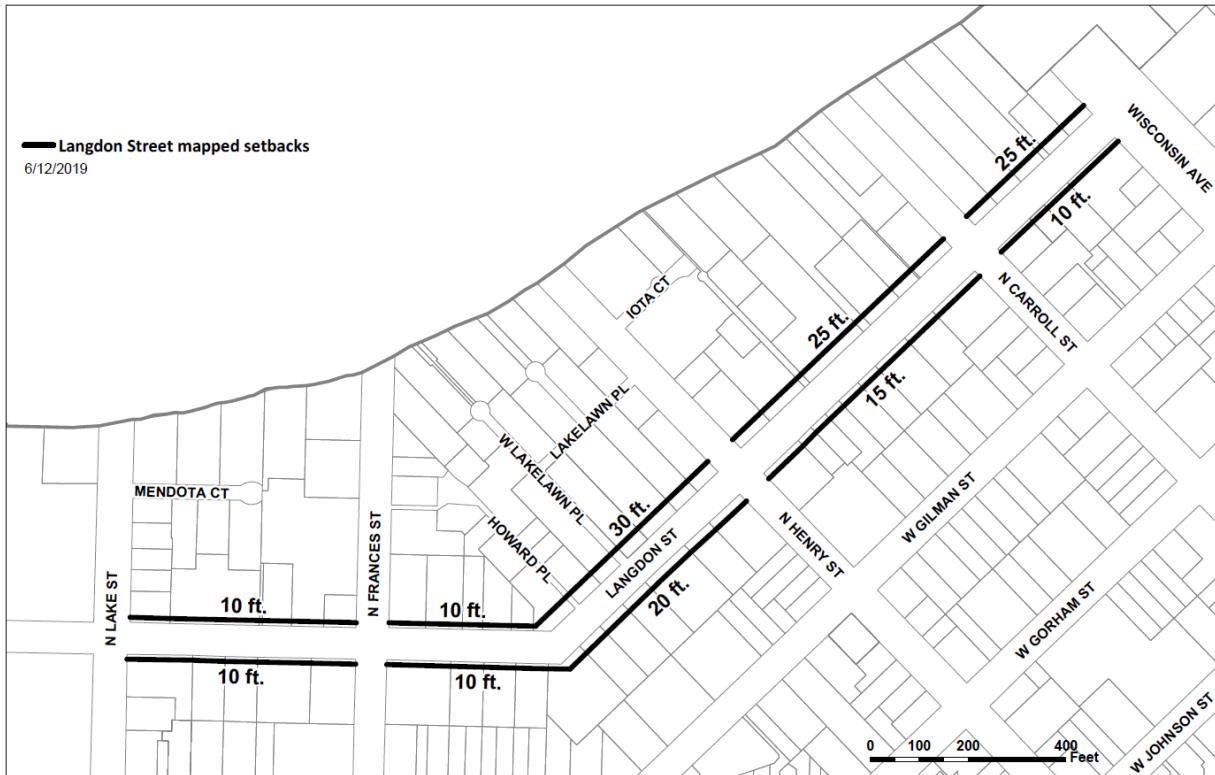 Langdon Street mapped setbacks
6/12/2019
WISCONSIN AVE
25 ft.
10 ft.
N CARROLL ST
IOTA CT
25 ft.
15 ft.
LAKELAWN PL
W LAKELAWN PL
MENDOTA CT
HOWARD PL
30 ft.
LANGDON ST
20 ft.
N HENRY ST
W GILMAN ST
W GORHAM ST
W JOHNSON ST
N LAKE ST
N FRANCES ST
10 ft.
10 ft.
10 ft.
10 ft.
0 100 200 400
Feet